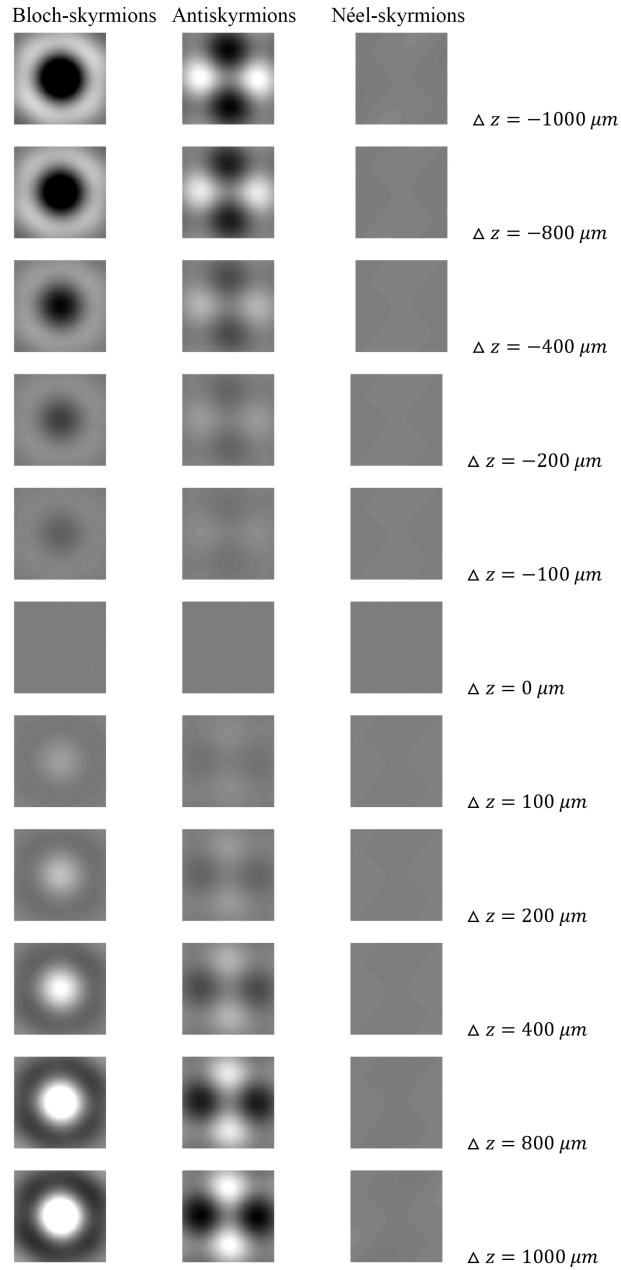 Bloch-skyrmions Antiskyrmions Néel-skyrmions
△ z = −1000 μm
△ z = −800 μm
△ z = −400 μm
△ z = −200 μm
△ z = −100 μm
△ z = 0 μm
△ z = 100 μm
△ z = 200 μm
△ z = 400 μm
△ z = 800 μm
△ z = 1000 μm